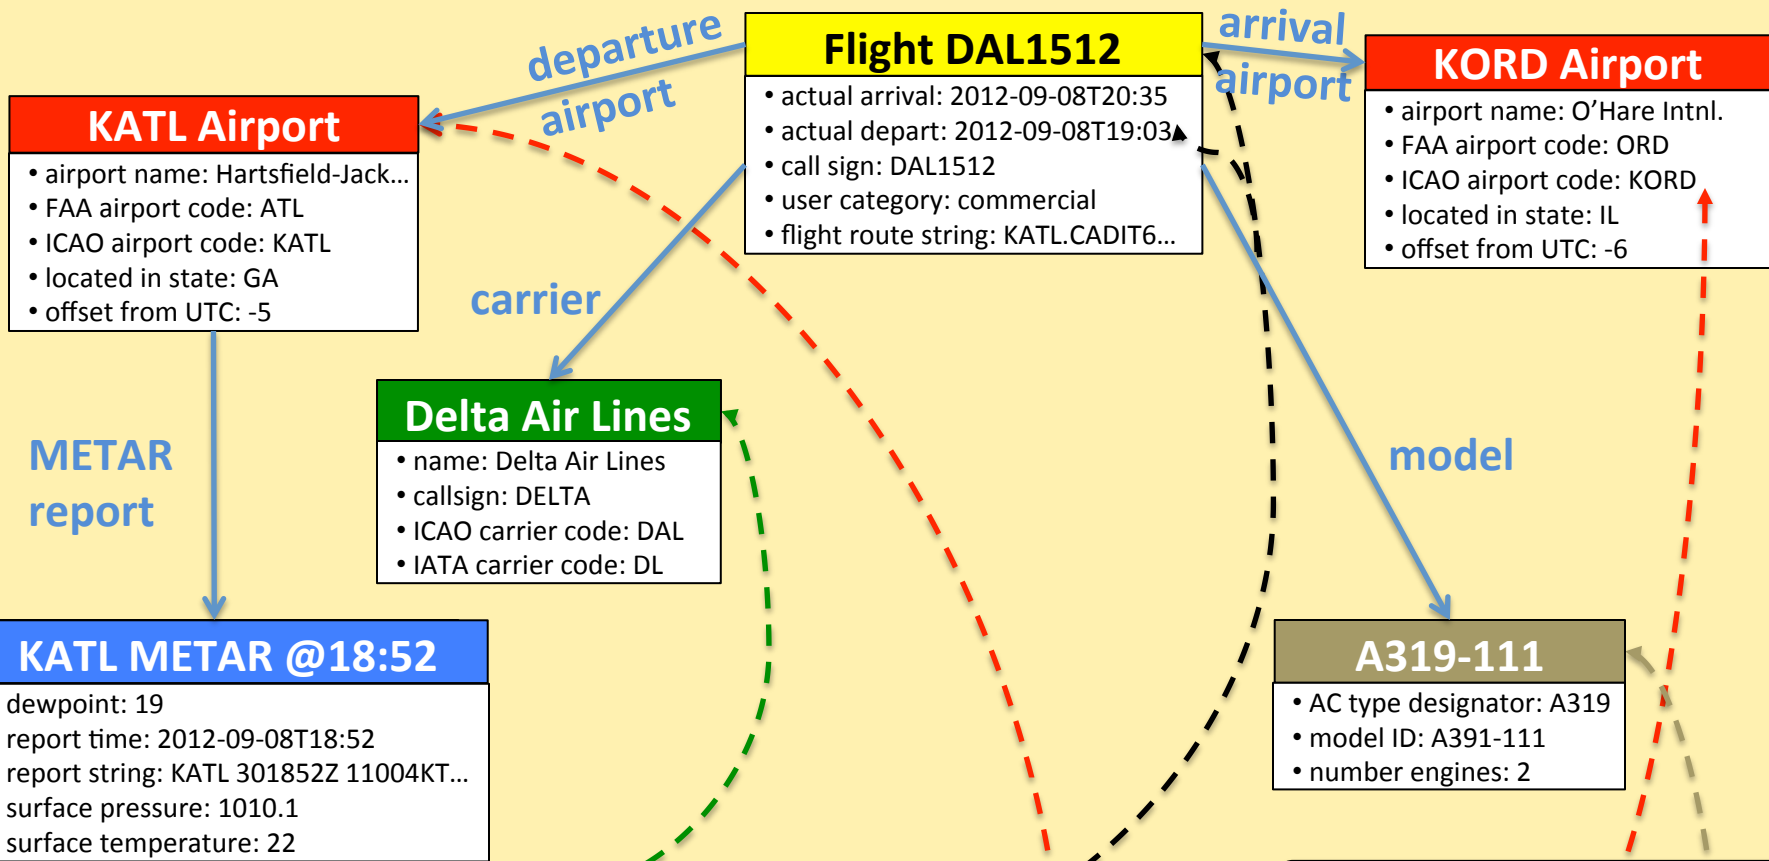 departure
airport
Flight DAL1512
• actual arrival: 2012-09-08T20:35
• actual depart: 2012-09-08T19:03
• call sign: DAL1512
• user category: commercial
• flight route string: KATL.CADIT6...
arrival
airport
KORD Airport
• airport name: O’Hare Intnl.
• FAA airport code: ORD
• ICAO airport code: KORD
• located in state: IL
• offset from UTC: -6
KATL Airport
• airport name: Hartsfield-Jack...
• FAA airport code: ATL
• ICAO airport code: KATL
• located in state: GA
• offset from UTC: -5
carrier
Delta Air Lines
• name: Delta Air Lines
• callsign: DELTA
• ICAO carrier code: DAL
• IATA carrier code: DL
METAR
report
model
KATL METAR @18:52
dewpoint: 19
report time: 2012-09-08T18:52
report string: KATL 301852Z 11004KT...
surface pressure: 1010.1
surface temperature: 22
A319-111
• AC type designator: A319
• model ID: A391-111
• number engines: 2